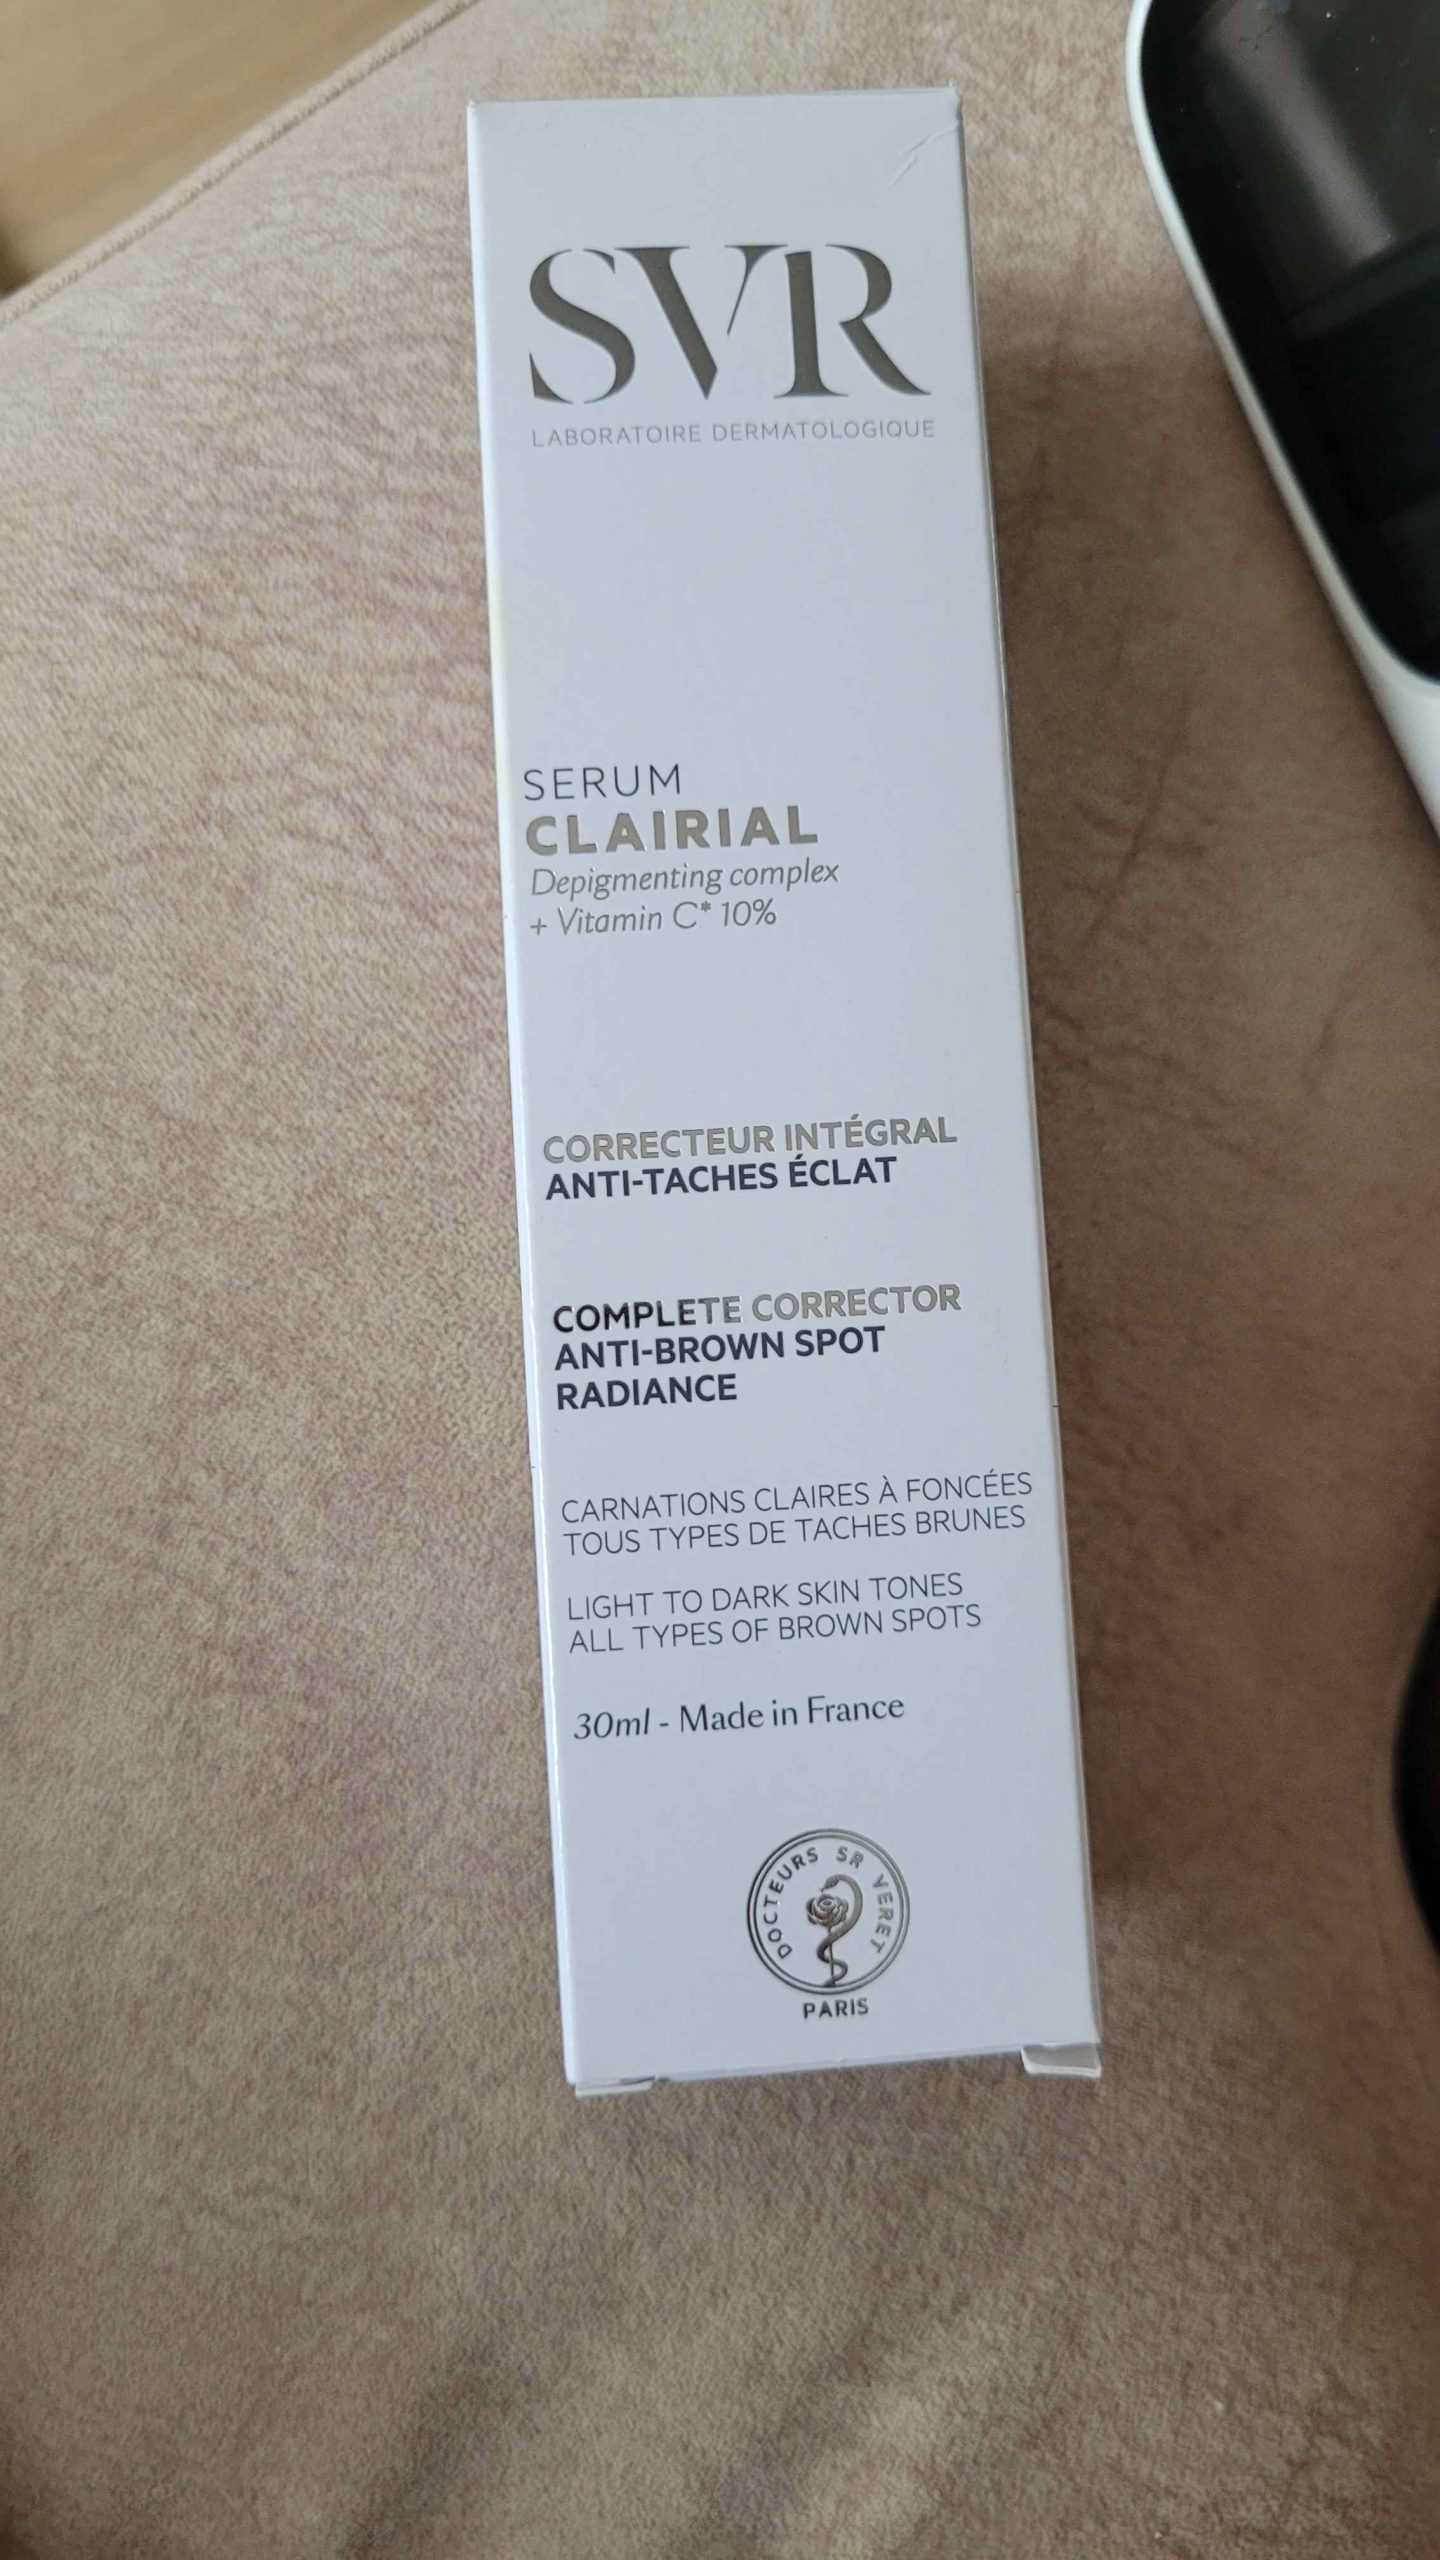 SVR
LABORATOIRE DERMATOLOGIQUE
SERUM
CLAIRIAL
Depigmenting complex
+ Vitamin C* 10%
CORRECTEUR INTÉGRAL
ANTI-TACHES ÉCLAT
COMPLETE CORRECTOR
ANTI-BROWN SPOT
RADIANCE
CARNATIONS CLAIRES À FONCÉES
TOUS TYPES DE TACHES BRUNES
LIGHT TO DARK SKIN TONES
ALL TYPES OF BROWN SPOTS
30ml - Made in France
DOCTEURS SR VERET
PARIS